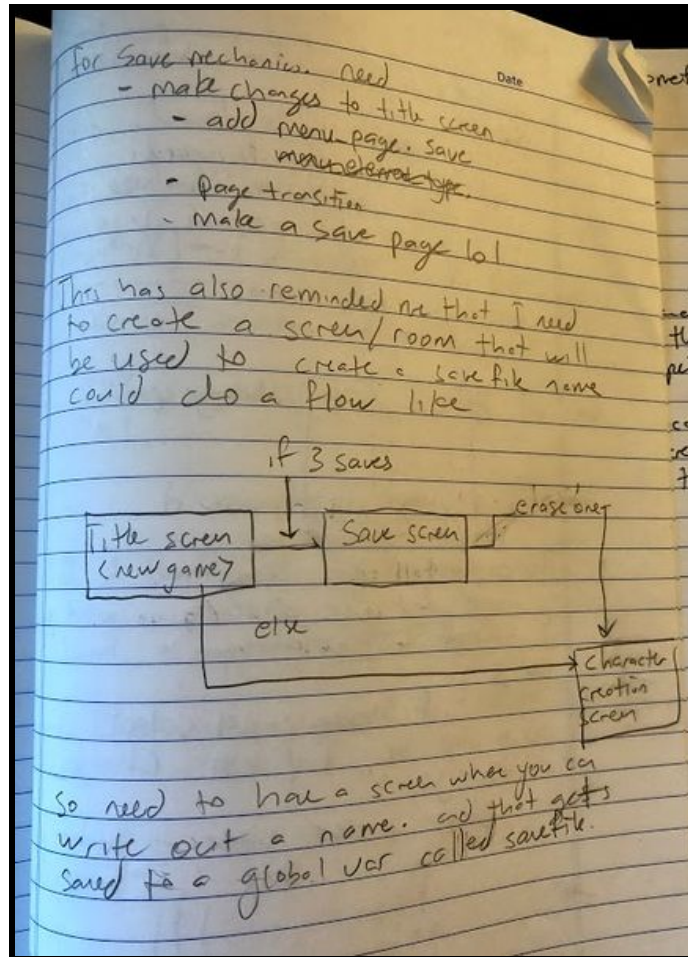 Date
for Save mechanics. need
- make changes to title screen
- add menu-page. save
- Page transition
- Make a save page lol
This has also reminded me that I need
to create a screen/room that will
be used to create a save file name
could do a flow like
if 3 saves
Title screen
<new game>
Save screen
erase one
else
character
creation
screen
So need to have a screen where you can
write out a name. and that gets
saved to a global var called savefile.